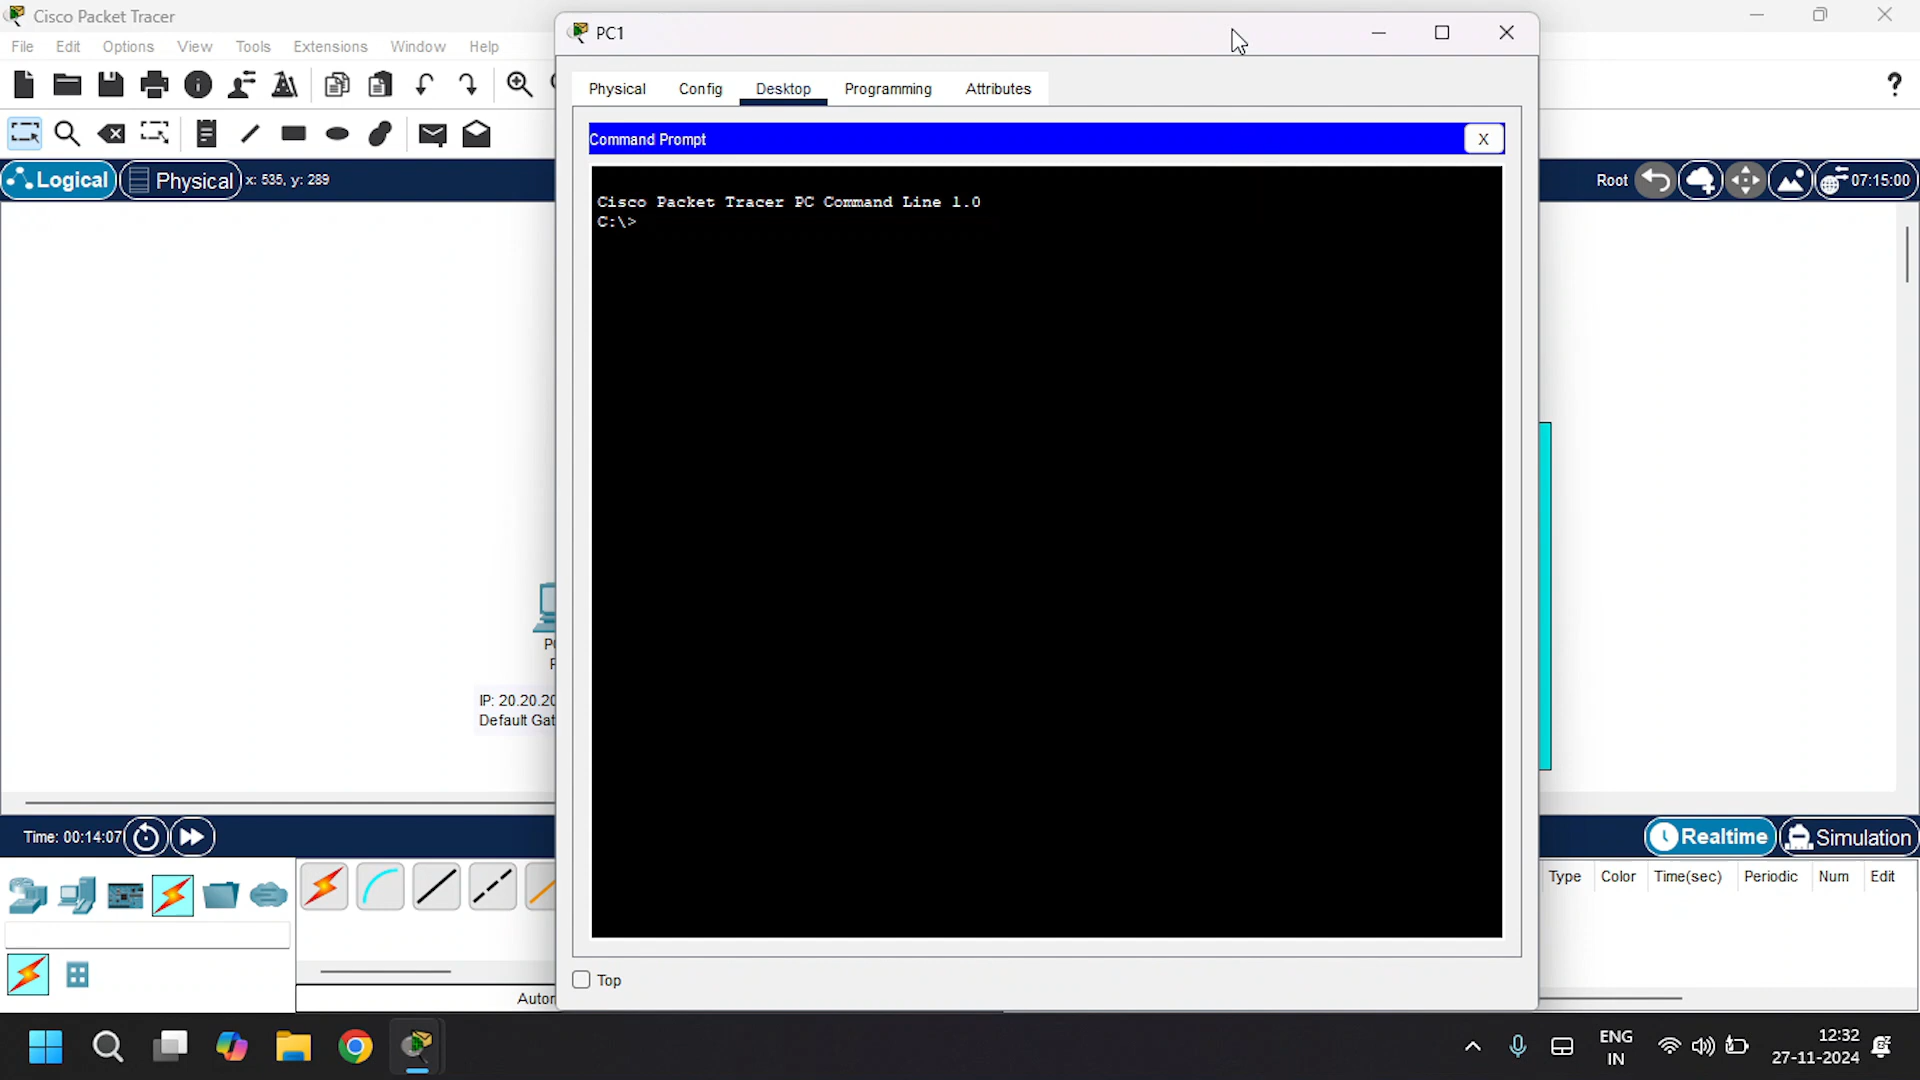 Cisco Packet Tracer
File Edit Options View Tools Extensions Window Help
Logical Physical x: 535, y: 289
PC1
Physical Config Desktop Programming Attributes
Command Prompt X
Cisco Packet Tracer PC Command Line 1.0
C:\>
Top
?
Root 07:15:00
IP: 20.20.20
Default Gat
Time: 00:14:07
Realtime Simulation
Type Color Time(sec) Periodic Num Edit
ENG
IN
12:32
27-11-2024